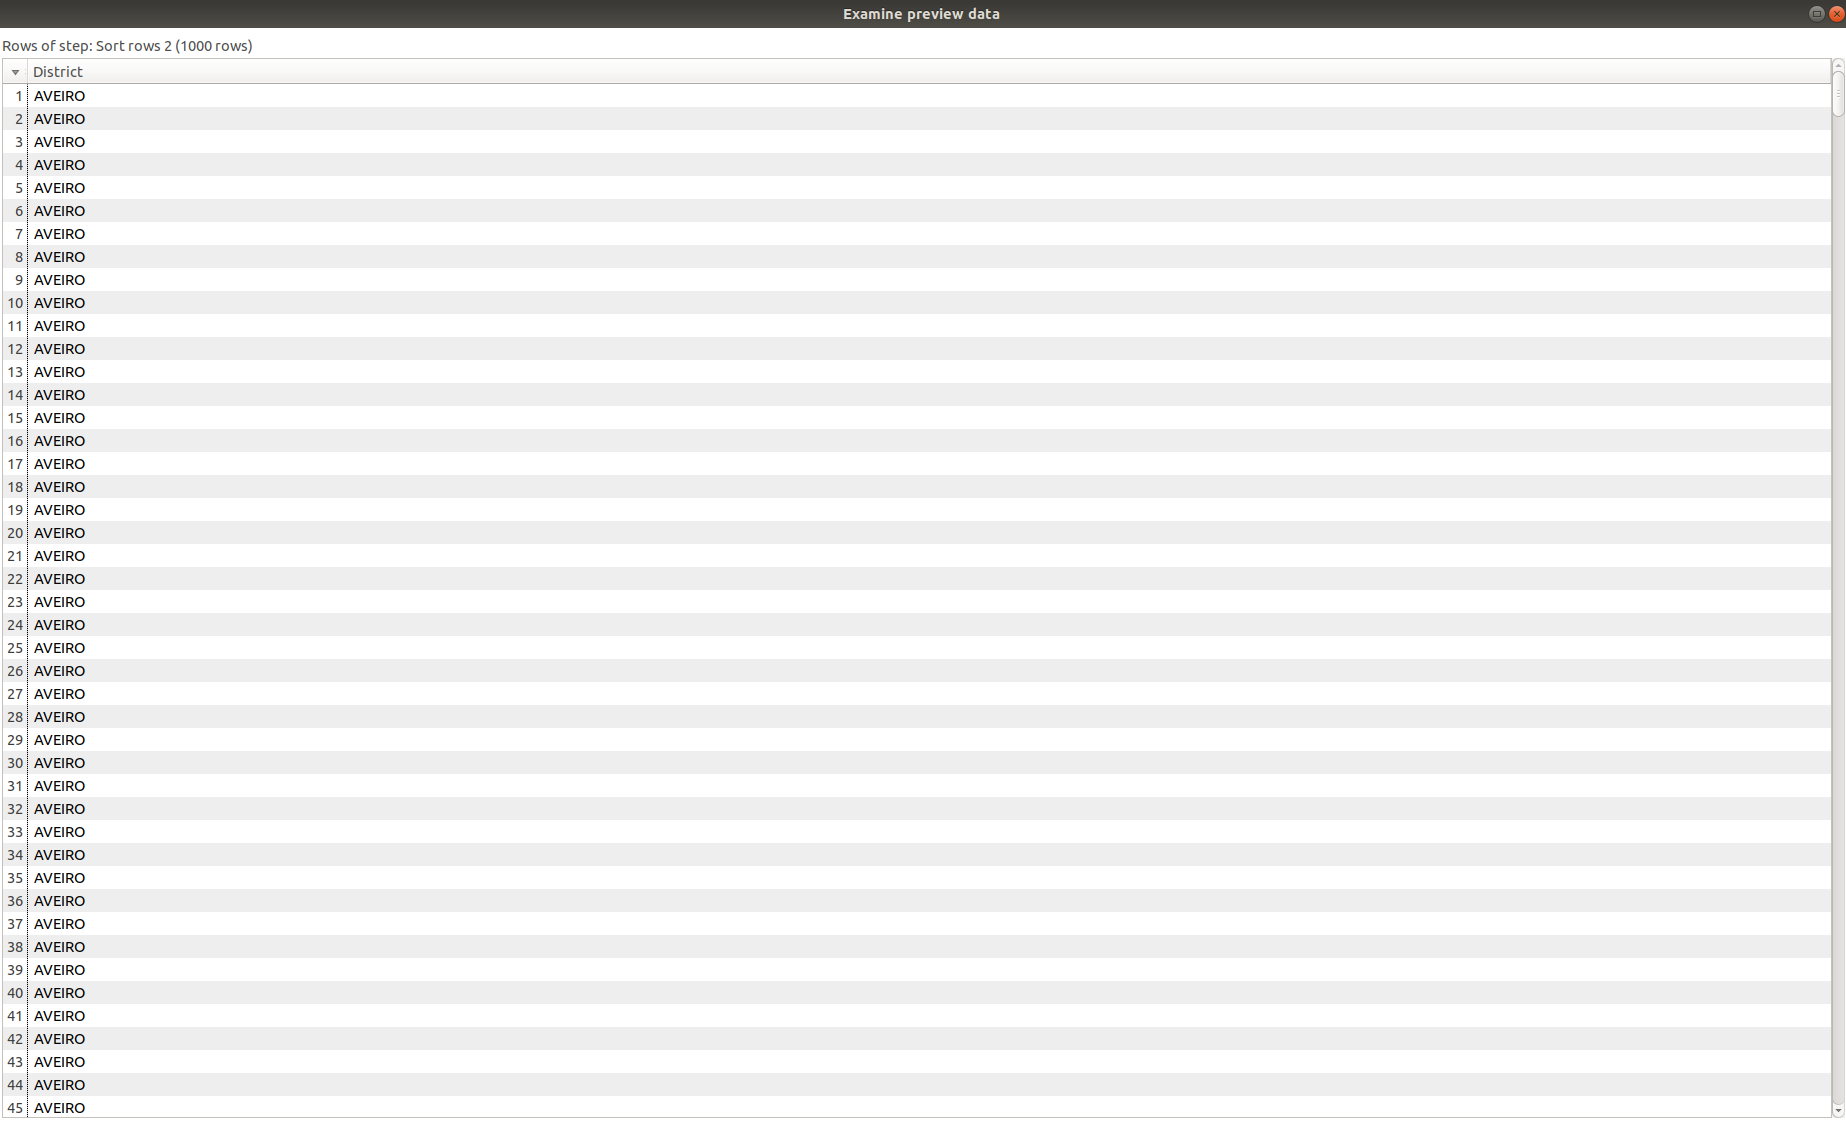 Examine preview data
Rows of step: Sort rows 2 (1000 rows)
District
1 AVEIRO
2 AVEIRO
3 AVEIRO
4 AVEIRO
5 AVEIRO
6 AVEIRO
7 AVEIRO
8 AVEIRO
9 AVEIRO
10 AVEIRO
11 AVEIRO
12 AVEIRO
13 AVEIRO
14 AVEIRO
15 AVEIRO
16 AVEIRO
17 AVEIRO
18 AVEIRO
19 AVEIRO
20 AVEIRO
21 AVEIRO
22 AVEIRO
23 AVEIRO
24 AVEIRO
25 AVEIRO
26 AVEIRO
27 AVEIRO
28 AVEIRO
29 AVEIRO
30 AVEIRO
31 AVEIRO
32 AVEIRO
33 AVEIRO
34 AVEIRO
35 AVEIRO
36 AVEIRO
37 AVEIRO
38 AVEIRO
39 AVEIRO
40 AVEIRO
41 AVEIRO
42 AVEIRO
43 AVEIRO
44 AVEIRO
45 AVEIRO